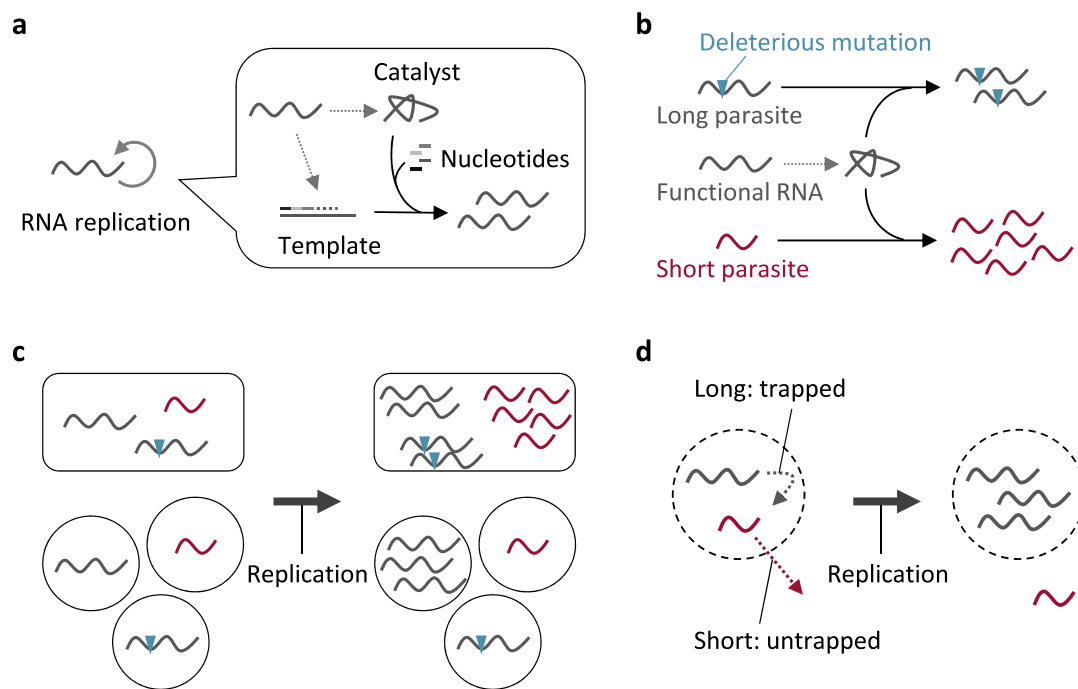 a
Catalyst
Nucleotides
RNA replication
Template
b
Deleterious mutation
Long parasite
Functional RNA
Short parasite
c
Replication
d
Long: trapped
Replication
Short: untrapped